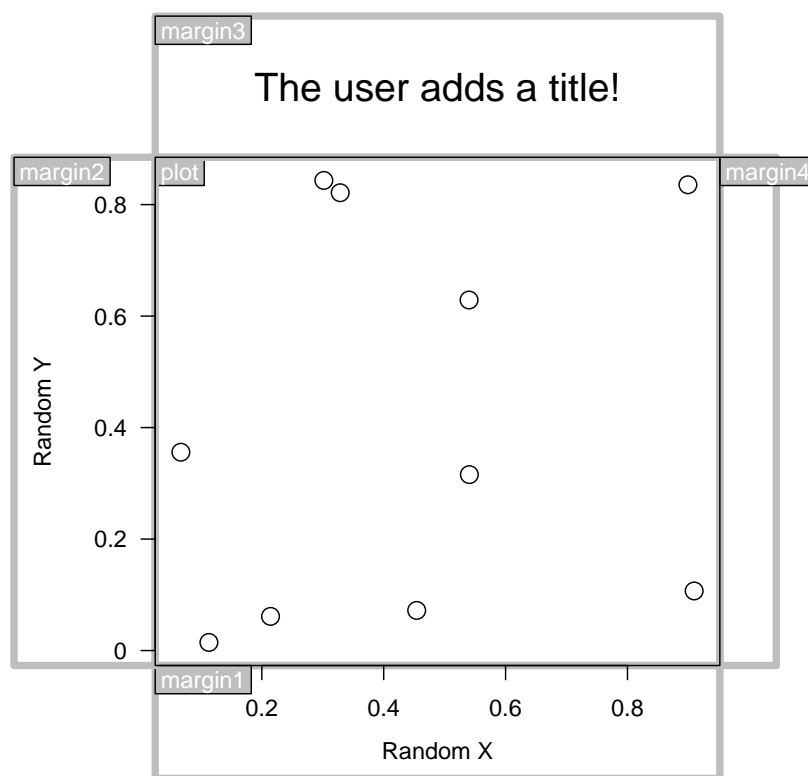 margin3
The user adds a title!
margin2
plot
margin4
0.8
0.6
0.4
0.2
0
Random Y
margin1
0.2
0.4
0.6
0.8
Random X